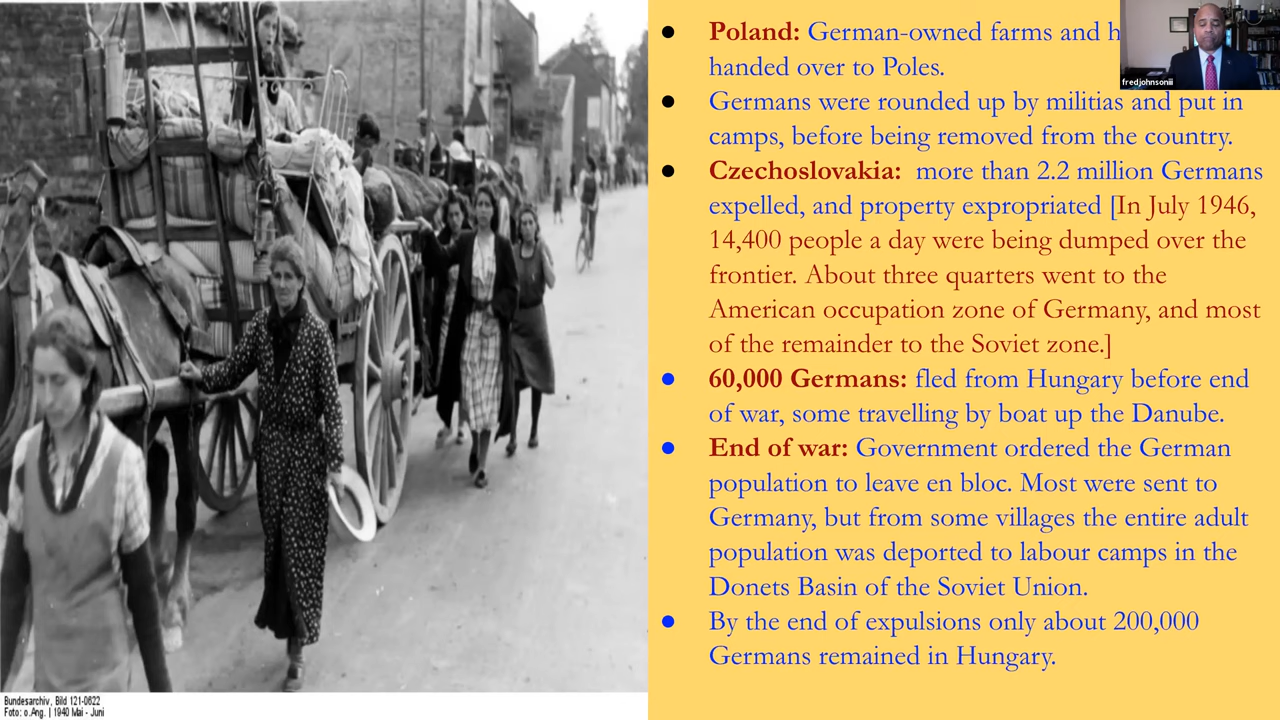 Poland: German-owned farms and h
handed over to Poles.
Germans were rounded up by militias and put in
camps, before being removed from the country.
Czechoslovakia: more than 2.2 million Germans
expelled, and property expropriated [In July 1946,
14,400 people a day were being dumped over the
frontier. About three quarters went to the
American occupation zone of Germany, and most
of the remainder to the Soviet zone.]
60,000 Germans: fled from Hungary before end
of war, some travelling by boat up the Danube.
End of war: Government ordered the German
population to leave en bloc. Most were sent to
Germany, but from some villages the entire adult
population was deported to labour camps in the
Donets Basin of the Soviet Union.
By the end of expulsions only about 200,000
Germans remained in Hungary.
fredjohnsoniii
Bundesarchiv, Bild 121-0622
Foto: o.Ang. | 1940 Mai - Juni